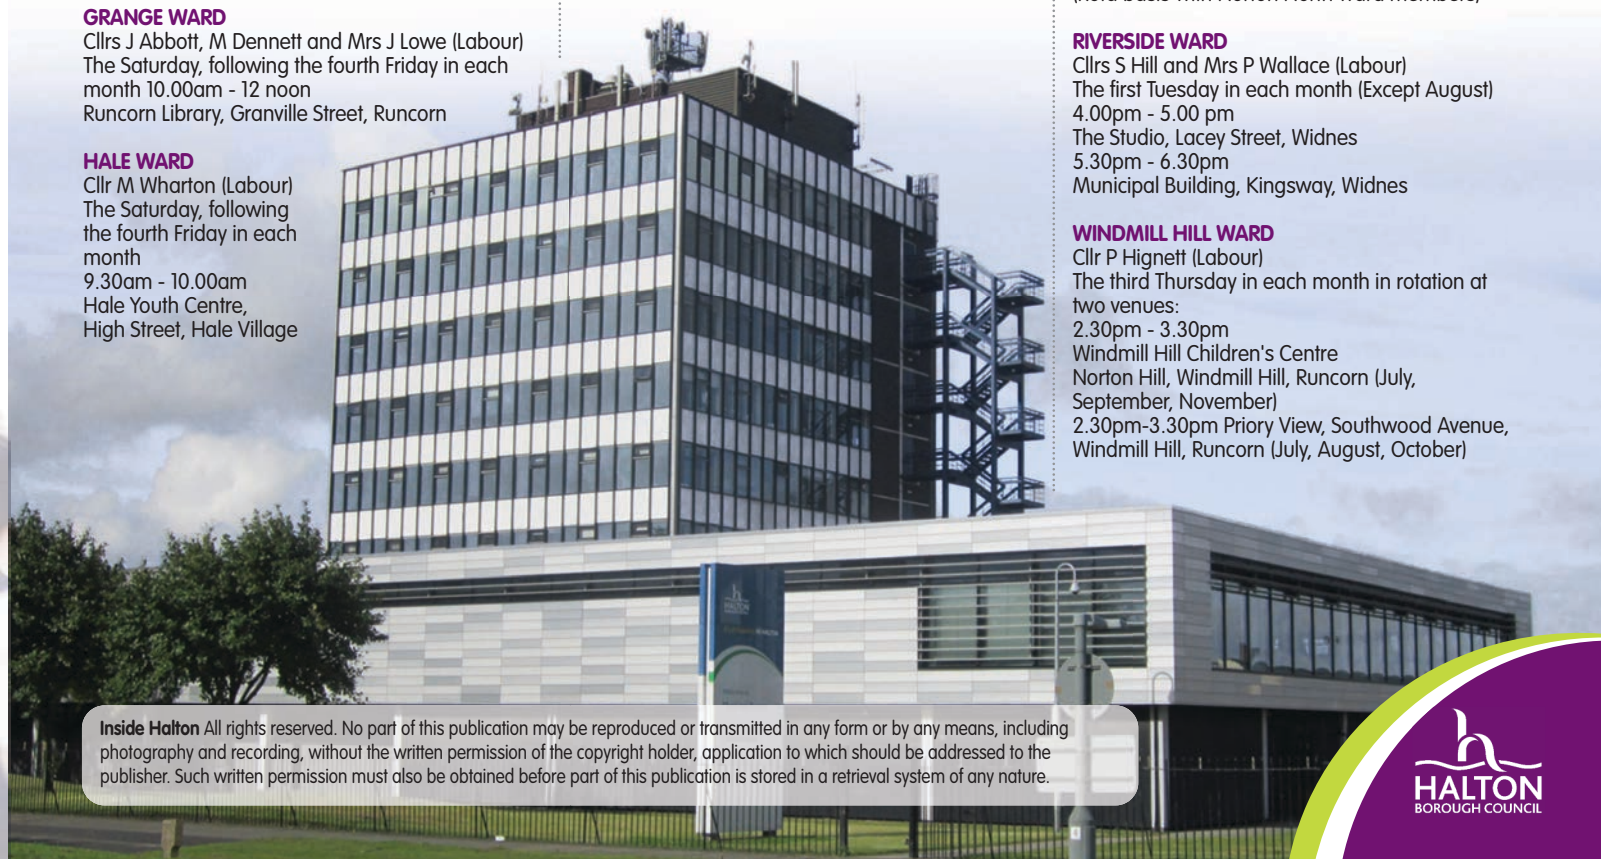 GRANGE WARD
Cllrs J Abbott, M Dennett and Mrs J Lowe (Labour)
The Saturday, following the fourth Friday in each
month 10.00am - 12 noon
Runcorn Library, Granville Street, Runcorn
HALE WARD
Cllr M Wharton (Labour)
The Saturday, following
the fourth Friday in each
month
9.30am - 10.00am
Hale Youth Centre,
High Street, Hale Village
RIVERSIDE WARD
Cllrs S Hill and Mrs P Wallace (Labour)
The first Tuesday in each month (Except August)
4.00pm - 5.00 pm
The Studio, Lacey Street, Widnes
5.30pm - 6.30pm
Municipal Building, Kingsway, Widnes
WINDMILL HILL WARD
Cllr P Hignett (Labour)
The third Thursday in each month in rotation at
two venues:
2.30pm - 3.30pm
Windmill Hill Children's Centre
Norton Hill, Windmill Hill, Runcorn (July,
September, November)
2.30pm-3.30pm Priory View, Southwood Avenue,
Windmill Hill, Runcorn (July, August, October)
HALTON
Inside Halton All rights reserved. No part of this publication may be reproduced or transmitted in any form or by any means, including
photography and recording, without the written permission of the copyright holder, application to which should be addressed to the
publisher. Such written permission must also be obtained before part of this publication is stored in a retrieval system of any nature.
HALTON
BOROUGH COUNCIL